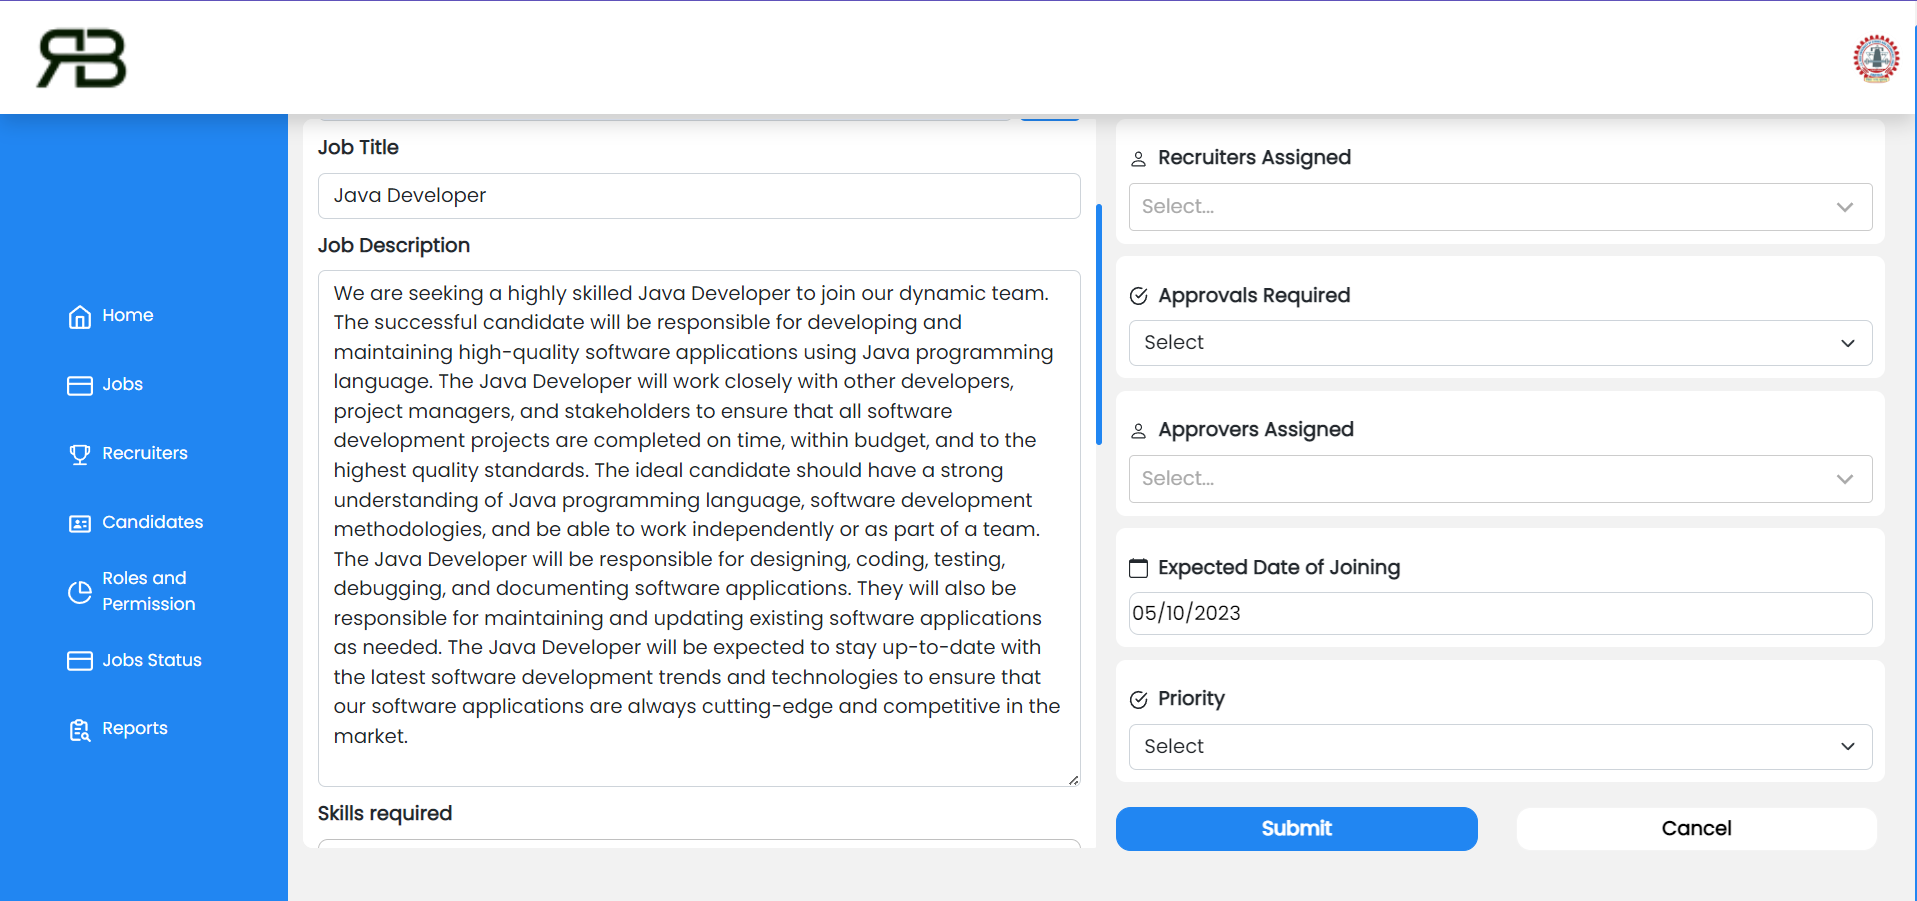 RB
Home
Jobs
Recruiters
Candidates
Roles and
Permission
Jobs Status
Reports
Job Title
Java Developer
Job Description
We are seeking a highly skilled Java Developer to join our dynamic team.
The successful candidate will be responsible for developing and
maintaining high-quality software applications using Java programming
language. The Java Developer will work closely with other developers,
project managers, and stakeholders to ensure that all software
development projects are completed on time, within budget, and to the
highest quality standards. The ideal candidate should have a strong
understanding of Java programming language, software development
methodologies, and be able to work independently or as part of a team.
The Java Developer will be responsible for designing, coding, testing,
debugging, and documenting software applications. They will also be
responsible for maintaining and updating existing software applications
as needed. The Java Developer will be expected to stay up-to-date with
the latest software development trends and technologies to ensure that
our software applications are always cutting-edge and competitive in the
market.
Skills required
Recruiters Assigned
Select...
Approvals Required
Select
Approvers Assigned
Select...
Expected Date of Joining
05/10/2023
Priority
Select
Submit
Cancel